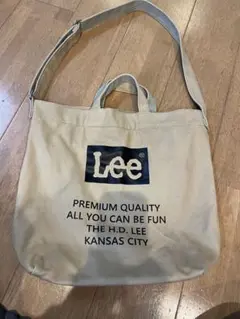 Lee
PREMIUM QUALITY
ALL YOU CAN BE FUN
THE H.D. LEE
KANSAS CITY